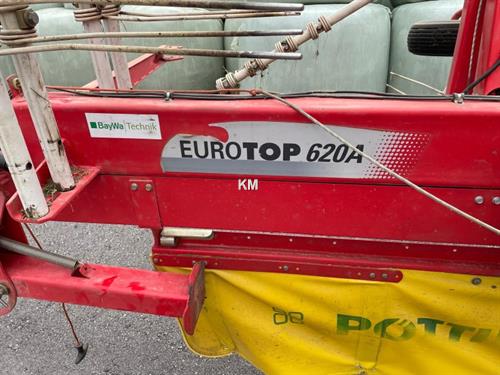 BayWa Technik
EUROTOP 620A
KM
PÖTTI